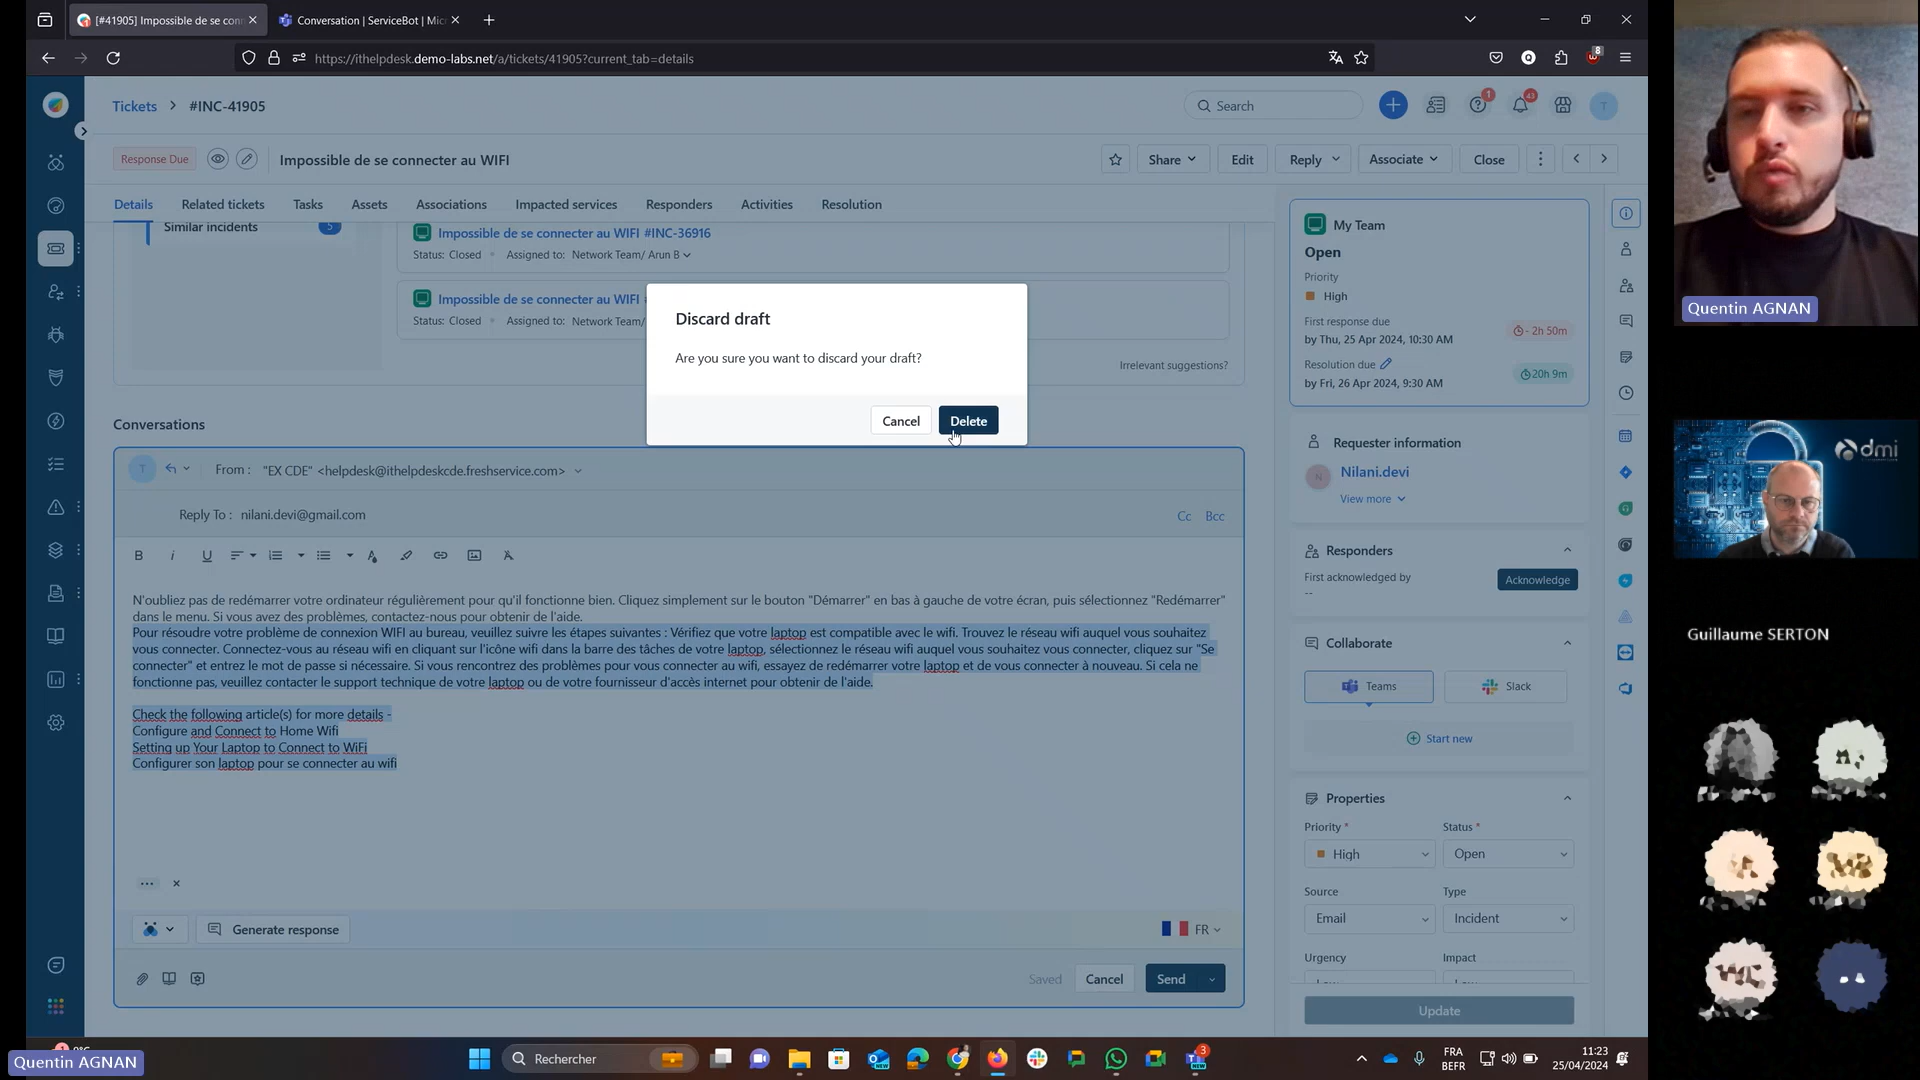 [#41905] Impossible de se con
Conversation | ServiceBot | Mic
https://ithelpdesk.demo-labs.net/a/tickets/41905?current_tab=details
8
Tickets > #INC-41905
Search
1
43
T
Response Due
Impossible de se connecter au WIFI
Share
Edit
Reply
Associate
Close
Details
Related tickets
Tasks
Assets
Associations
Impacted services
Responders
Activities
Resolution
Similar incidents
5
Impossible de se connecter au WIFI #INC-36916
Status: Closed • Assigned to: Network Team/ Arun B
Impossible de se connecter au WIFI
Status: Closed • Assigned to: Network Team/
Irrelevant suggestions?
Discard draft
Are you sure you want to discard your draft?
Cancel
Delete
Conversations
T
From : "EX CDE" <helpdesk@ithelpdeskcde.freshservice.com>
Reply To : nilani.devi@gmail.com
Cc Bcc
B i U
N'oubliez pas de redémarrer votre ordinateur régulièrement pour qu'il fonctionne bien. Cliquez simplement sur le bouton "Démarrer" en bas à gauche de votre écran, puis sélectionnez "Redémarrer"
dans le menu. Si vous avez des problèmes, contactez-nous pour obtenir de l'aide.
Pour résoudre votre problème de connexion WIFI au bureau, veuillez suivre les étapes suivantes : Vérifiez que votre laptop est compatible avec le wifi. Trouvez le réseau wifi auquel vous souhaitez
vous connecter. Connectez-vous au réseau wifi en cliquant sur l'icône wifi dans la barre des tâches de votre laptop, sélectionnez le réseau wifi auquel vous souhaitez vous connecter, cliquez sur "Se
connecter" et entrez le mot de passe si nécessaire. Si vous rencontrez des problèmes pour vous connecter au wifi, essayez de redémarrer votre laptop et de vous connecter à nouveau. Si cela ne
fonctionne pas, veuillez contacter le support technique de votre laptop ou de votre fournisseur d'accès internet pour obtenir de l'aide.
Check the following article(s) for more details -
Configure and Connect to Home Wifi
Setting up Your Laptop to Connect to WiFi
Configurer son laptop pour se connecter au wifi
Generate response
FR
Saved
Cancel
Send
My Team
Open
Priority
High
First response due
by Thu, 25 Apr 2024, 10:30 AM
- 2h 50m
Resolution due
by Fri, 26 Apr 2024, 9:30 AM
20h 9m
Requester information
N
Nilani.devi
View more
Responders
First acknowledged by
--
Acknowledge
Collaborate
Teams
Slack
Start new
Properties
Priority *
Status *
High
Open
Source
Type
Email
Incident
Urgency
Impact
Update
Quentin AGNAN
dmi
Guillaume SERTON
Quentin AGNAN
Rechercher
3
FRA
BEFR
11:23
25/04/2024